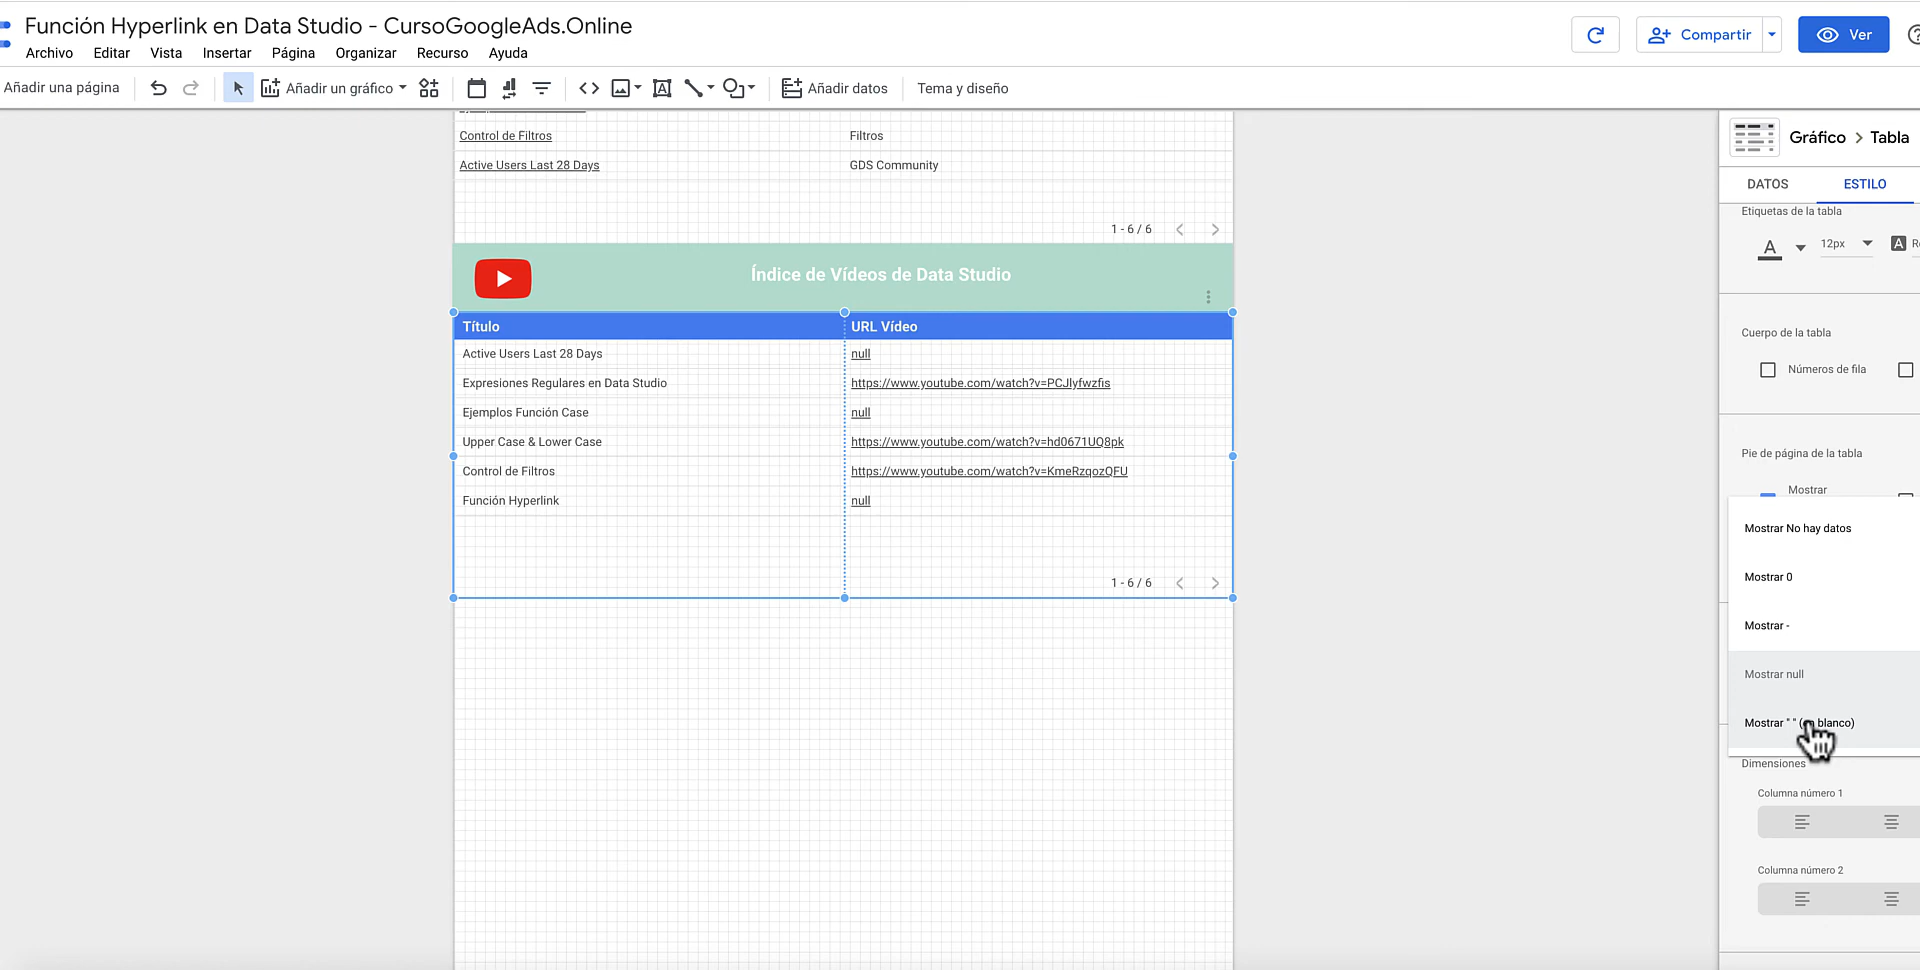 Función Hyperlink en Data Studio - CursoGoogleAds.Online
Archivo Editar Vista Insertar Página Organizar Recurso Ayuda
Compartir
Ver
Añadir una página
Añadir un gráfico
Añadir datos
Tema y diseño
Control de Filtros Filtros
Active Users Last 28 Days GDS Community
1 - 6 / 6
Índice de Vídeos de Data Studio
Título URL Vídeo
Active Users Last 28 Days null
Expresiones Regulares en Data Studio https://www.youtube.com/watch?v=PCJlyfwzfis
Ejemplos Función Case null
Upper Case & Lower Case https://www.youtube.com/watch?v=hd0671UQ8pk
Control de Filtros https://www.youtube.com/watch?v=KmeRzqozQFU
Función Hyperlink null
1 - 6 / 6
Gráfico > Tabla
DATOS ESTILO
Etiquetas de la tabla
A 12px A
Cuerpo de la tabla
Números de fila
Pie de página de la tabla
Mostrar
Mostrar No hay datos
Mostrar 0
Mostrar -
Mostrar null
Mostrar " " (en blanco)
Dimensiones
Columna número 1
Columna número 2